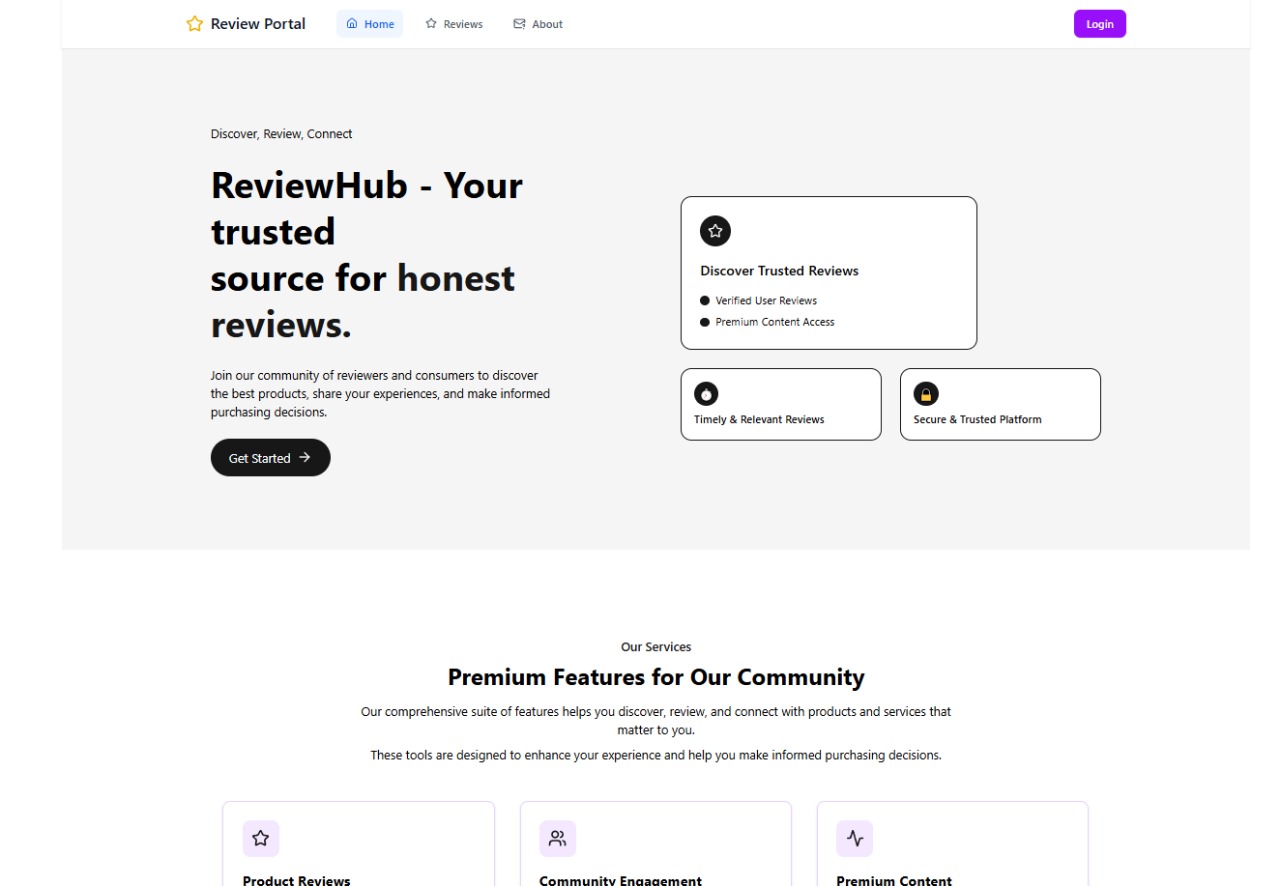 Review Portal
Home
Reviews
About
Login
Discover, Review, Connect
ReviewHub - Your
trusted
source for honest
reviews.
Join our community of reviewers and consumers to discover
the best products, share your experiences, and make informed
purchasing decisions.
Get Started
Discover Trusted Reviews
Verified User Reviews
Premium Content Access
Timely & Relevant Reviews
Secure & Trusted Platform
Our Services
Premium Features for Our Community
Our comprehensive suite of features helps you discover, review, and connect with products and services that
matter to you.
These tools are designed to enhance your experience and help you make informed purchasing decisions.
Product Reviews
Community Engagement
Premium Content